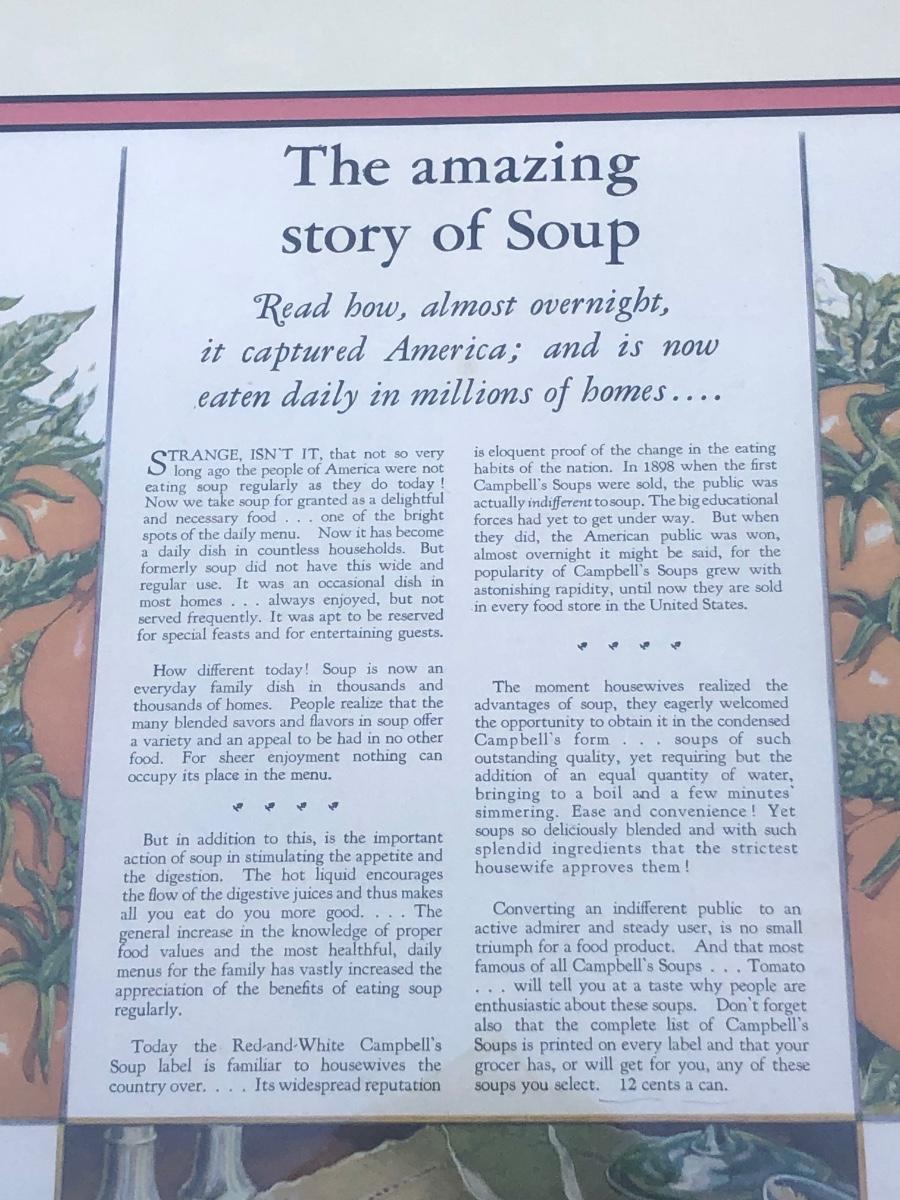 The amazing
story of Soup
Read how, almost overnight,
it captured America; and is now
eaten daily in millions of homes....
STRANGE, ISN'T IT, that not so very
long ago the people of America were not
eating soup regularly as they do today!
Now we take soup for granted as a delightful
and necessary food . . . one of the bright
spots of the daily menu. Now it has become
a daily dish in countless households. But
formerly soup did not have this wide and
regular use. It was an occasional dish in
most homes . . . always enjoyed, but not
served frequently. It was apt to be reserved
for special feasts and for entertaining guests.
How different today! Soup is now an
everyday family dish in thousands and
thousands of homes. People realize that the
many blended savors and flavors in soup offer
a variety and an appeal to be had in no other
food. For sheer enjoyment nothing can
occupy its place in the menu.
But in addition to this, is the important
action of soup in stimulating the appetite and
the digestion. The hot liquid encourages
the flow of the digestive juices and thus makes
all you eat do you more good. . . . The
general increase in the knowledge of proper
food values and the most healthful, daily
menus for the family has vastly increased the
appreciation of the benefits of eating soup
regularly.
Today the Red-and-White Campbell's
Soup label is familiar to housewives the
country over. . . . Its widespread reputation
is eloquent proof of the change in the eating
habits of the nation. In 1898 when the first
Campbell's Soups were sold, the public was
actually indifferent to soup. The big educational
forces had yet to get under way. But when
they did, the American public was won,
almost overnight it might be said, for the
popularity of Campbell's Soups grew with
astonishing rapidity, until now they are sold
in every food store in the United States.
The moment housewives realized the
advantages of soup, they eagerly welcomed
the opportunity to obtain it in the condensed
Campbell's form . . . soups of such
outstanding quality, yet requiring but the
addition of an equal quantity of water,
bringing to a boil and a few minutes'
simmering. Ease and convenience! Yet
soups so deliciously blended and with such
splendid ingredients that the strictest
housewife approves them!
Converting an indifferent public to an
active admirer and steady user, is no small
triumph for a food product. And that most
famous of all Campbell's Soups . . . Tomato
. . . will tell you at a taste why people are
enthusiastic about these soups. Don't forget
also that the complete list of Campbell's
Soups is printed on every label and that your
grocer has, or will get for you, any of these
soups you select. 12 cents a can.